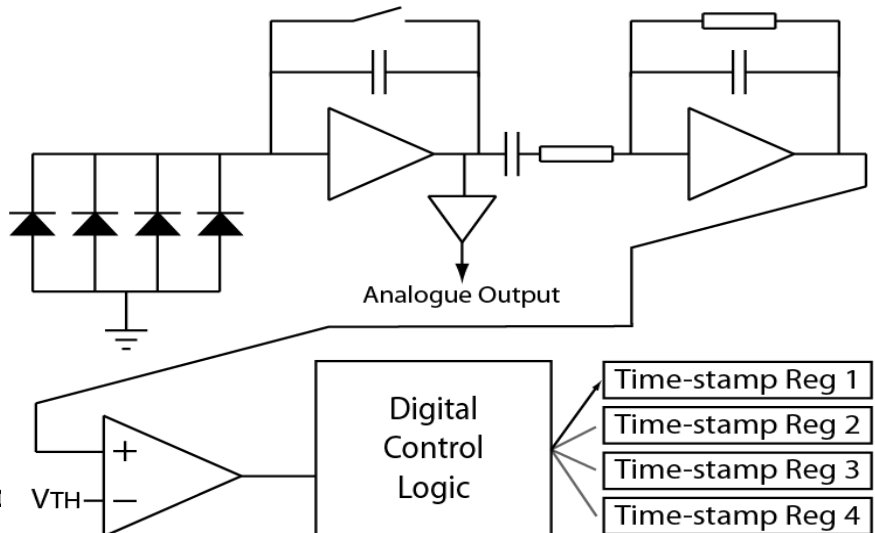 Analogue Output
Digital
Control
Logic
+
VTH
−
Time-stamp Reg 1
Time-stamp Reg 2
Time-stamp Reg 3
Time-stamp Reg 4